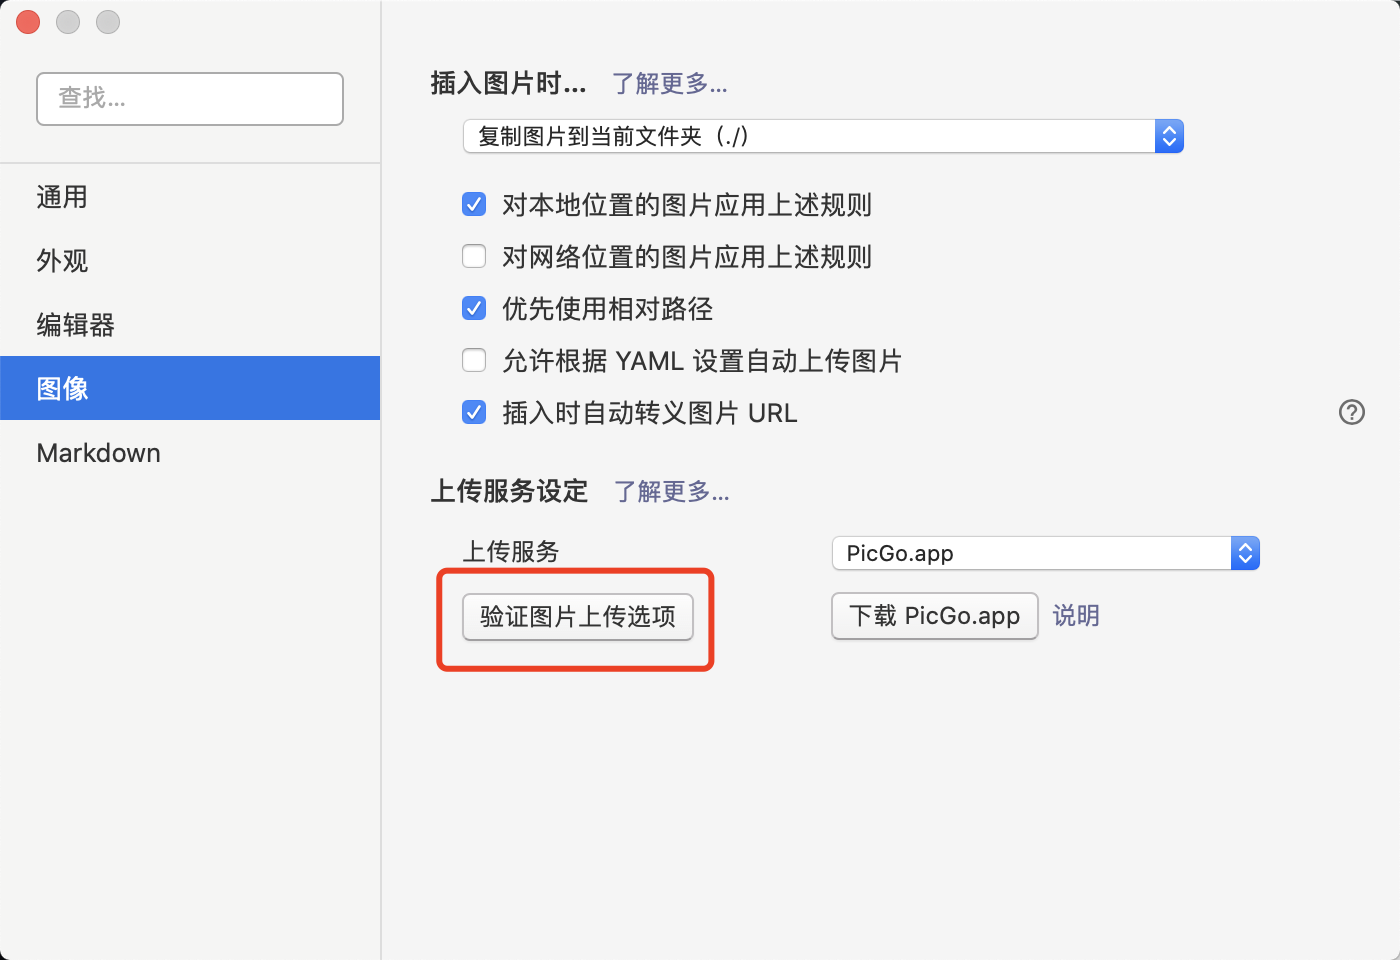 查找...
通用
外观
编辑器
图像
Markdown
插入图片时... 了解更多...
复制图片到当前文件夹（./）
对本地位置的图片应用上述规则
对网络位置的图片应用上述规则
优先使用相对路径
允许根据 YAML 设置自动上传图片
插入时自动转义图片 URL
?
上传服务设定 了解更多...
上传服务 PicGo.app
验证图片上传选项 下载 PicGo.app 说明